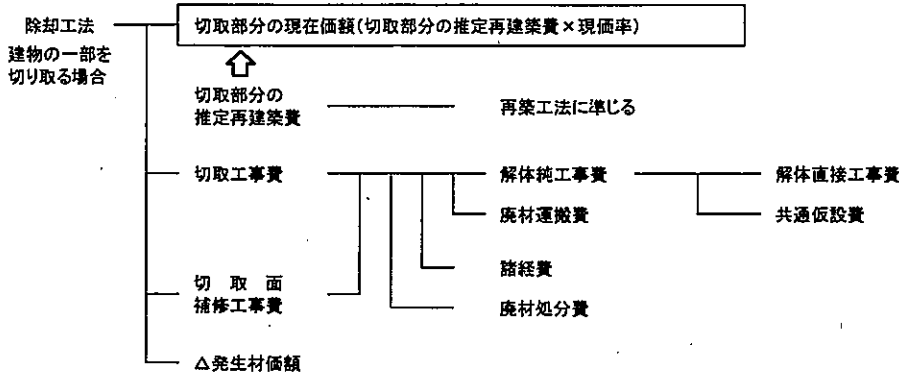 除却工法
切取部分の現在価額(切取部分の推定再建築費×現価率)
建物の一部を
切り取る場合
切取部分の
推定再建築費
再築工法に準じる
切取工事費
解体純工事費
解体直接工事費
廃材運搬費
共通仮設費
諸経費
切取面
補修工事費
廃材処分費
△発生材価額